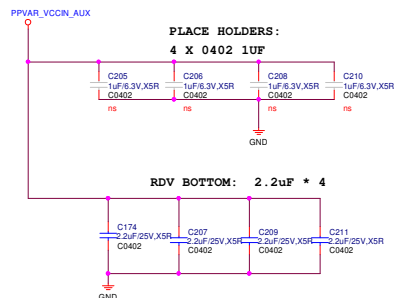 PPVAR_VCCIN_AUX
PLACE HOLDERS:
4 X 0402 1UF
C205 C206 C208 C210
1uF/6.3V,X5R 1uF/6.3V,X5R 1uF/6.3V,X5R 1uF/6.3V,X5R
C0402 C0402 C0402 C0402
ns ns ns ns
GND
RDV BOTTOM: 2.2uF * 4
C174 C207 C209 C211
2.2uF/25V,X5R 2.2uF/25V,X5R 2.2uF/25V,X5R 2.2uF/25V,X5R
C0402 C0402 C0402 C0402
GND